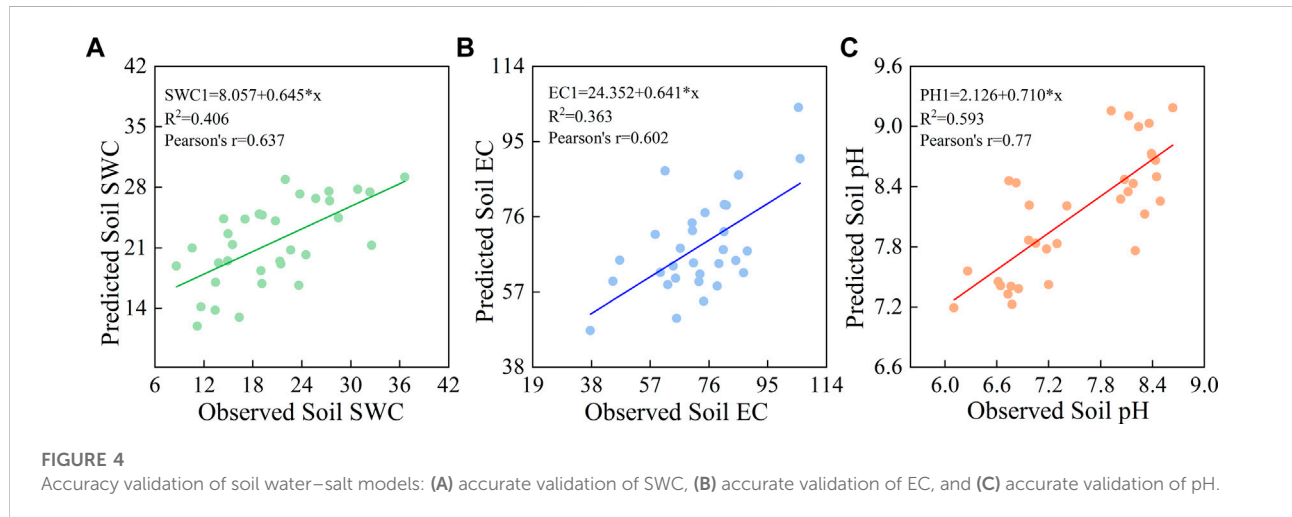 A
SWC1=8.057+0.645*x
R²=0.406
Pearson's r=0.637
Predicted Soil SWC
42
35
28
21
14
6 12 18 24 30 36 42
Observed Soil SWC
B
EC1=24.352+0.641*x
R²=0.363
Pearson's r=0.602
Predicted Soil EC
114
95
76
57
38
19 38 57 76 95 114
Observed Soil EC
C
PH1=2.126+0.710*x
R²=0.593
Pearson's r=0.77
Predicted Soil pH
9.6
9.0
8.4
7.8
7.2
6.6
6.0 6.6 7.2 7.8 8.4 9.0
Observed Soil pH
FIGURE 4
Accuracy validation of soil water–salt models: (A) accurate validation of SWC, (B) accurate validation of EC, and (C) accurate validation of pH.